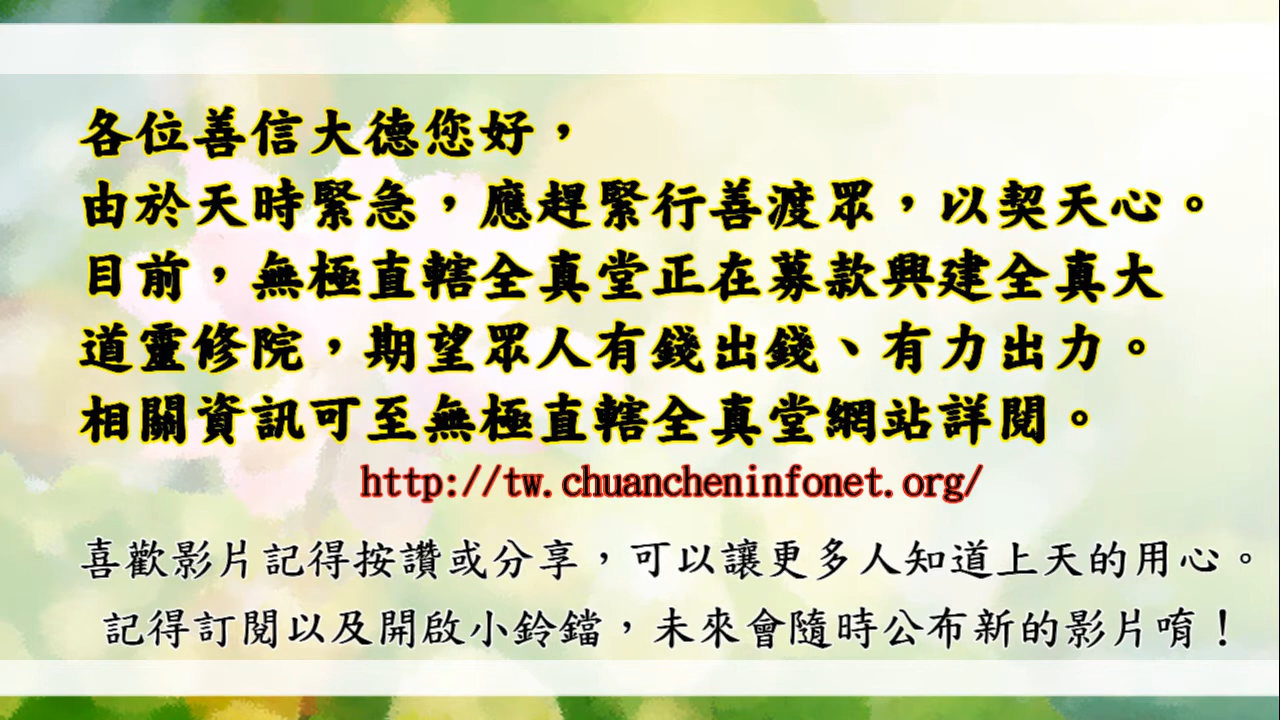 各位善信大德您好，
由於天時緊急，應趕緊行善渡眾，以契天心。
目前，無極直轄全真堂正在募款興建全真大
道靈修院，期望眾人有錢出錢、有力出力。
相關資訊可至無極直轄全真堂網站詳閱。
http://tw.chuancheninfonet.org/
喜歡影片記得按讚或分享，可以讓更多人知道上天的用心。
記得訂閱以及開啟小鈴鐺，未來會隨時公布新的影片唷！